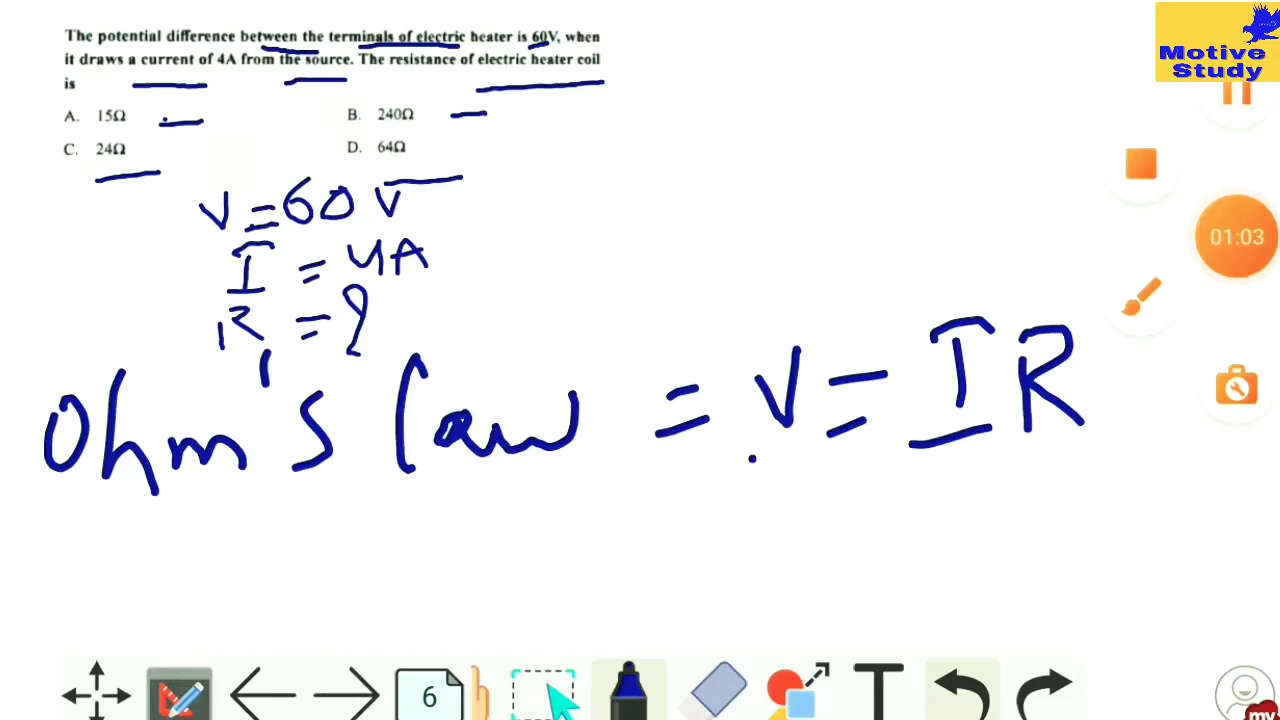 The potential difference between the terminals of electric heater is 60V, when
it draws a current of 4A from the source. The resistance of electric heater coil
is
A. 15Ω B. 240Ω
C. 24Ω D. 64Ω
V = 60 V
I = 4A
R = ?
Ohm's law = V = IR
Motive
Study
01:03
6
T
my